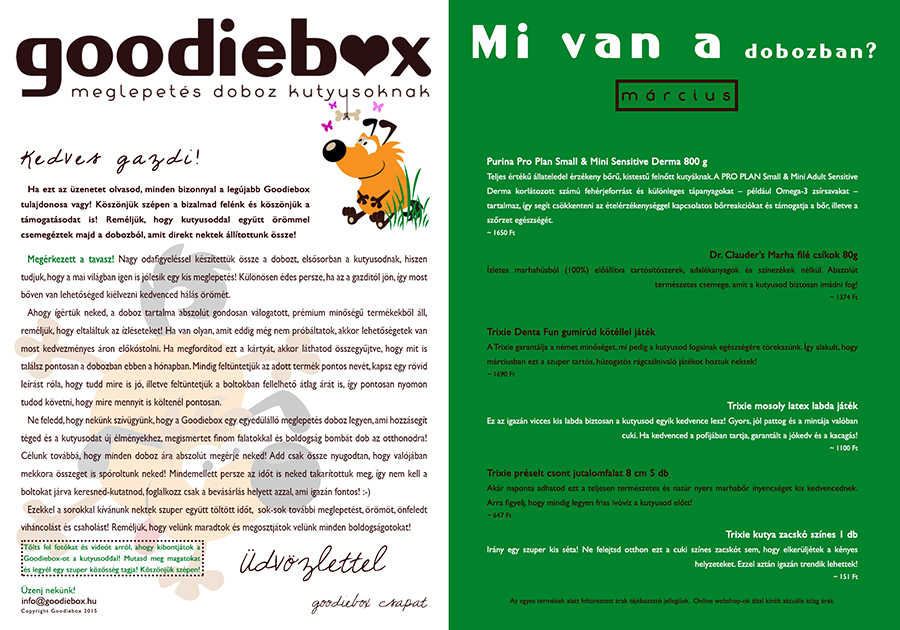 goodiebox
meglepetés doboz kutyusoknak
Kedves gazdi!
Ha ezt az üzenetet olvasod, minden bizonnyal a legújabb Goodiebox
tulajdonosa vagy! Köszönjük szépen a bizalmad felénk és köszönjük a
támogatásodat is! Reméljük, hogy kutyusoddal együtt örömmel
csemegéztek majd a dobozból, amit direkt nektek állítottunk össze!
Megérkezett a tavasz! Nagy odafigyeléssel készítettük össze a dobozt, elsősorban a kutyusodnak, hiszen
tudjuk, hogy a mai világban igen is jólesik egy kis meglepetés! Különösen édes persze, ha az a gazditól jön, így most
bőven van lehetőséged kiélvezni kedvenced hálás örömét.
Ahogy ígértük neked, a doboz tartalma abszolút gondosan válogatott, prémium minőségű termékekből áll,
reméljük, hogy eltaláltuk az ízléseteket! Ha van olyan, amit eddig még nem próbáltatok, akkor lehetőségetek van
most kedvezményes áron előkóstolni. Ha megfordítod ezt a kártyát, akkor láthatod összegyűjtve, hogy mit is
találsz pontosan a dobozban ebben a hónapban. Mindig feltüntetjük az adott termék pontos nevét, kapsz egy rövid
leírást róla, hogy tudd mire is jó, illetve feltüntetjük a boltokban fellelhető átlag árát is, így pontosan nyomon
tudod követni, hogy mire mennyit is költenél pontosan.
Ne feledd, hogy nekünk szívügyünk, hogy a Goodiebox egy egyedülálló meglepetés doboz legyen, ami hozzásegít
téged és a kutyusodat új élményekhez, megismertet finom falatokkal és boldogság bombát dob az otthonodra!
Célunk továbbá, hogy minden doboz ára abszolút megérje neked! Add csak össze nyugodtan, hogy valójában
mekkora összeget is spóroltunk neked! Mindemellett persze az időt is neked takarítottuk meg, így nem kell a
boltokat járva keresned-kutatnod, foglalkozz csak a bevásárlás helyett azzal, ami igazán fontos! :-)
Ezekkel a sorokkal kívánunk nektek szuper együtt töltött időt, sok-sok további meglepetést, örömöt, önfeledt
viháncolást és csaholást! Reméljük, hogy velünk maradtok és megosztjátok velünk minden boldogságotokat!
Tölts fel fotókat és videót arról, ahogy kibontjátok a
Goodiebox-ot a kutyusoddal! Mutasd meg magatokat
és legyél egy szuper közösség tagja! Köszönjük szépen!
Üdvözlettel
Üzenj nekünk!
info@goodiebox.hu
Copyright Goodiebox 2015
goodiebox csapat
Mi van a dobozban?
március
Purina Pro Plan Small & Mini Sensitive Derma 800 g
Teljes értékű állateledel érzékeny bőrű, kistestű felnőtt kutyáknak. A PRO PLAN Small & Mini Adult Sensitive
Derma korlátozott számú fehérjeforrást és különleges tápanyagokat – például Omega-3 zsírsavakat –
tartalmaz, így segít csökkenteni az ételérzékenységgel kapcsolatos bőrreakciókat és támogatja a bőr, illetve a
szőrzet egészségét.
~ 1650 Ft
Dr. Clauder's Marha filé csíkok 80g
Ízletes marhahúsból (100%) előállítva tartósítószerek, adalékanyagok és színezékek nélkül. Abszolút
természetes csemege, amit a kutyusod biztosan imádni fog!
~ 1374 Ft
Trixie Denta Fun gumirúd kötéllel játék
A Trixie garantálja a német minőséget, mi pedig a kutyusod fogainak egészségére törekszünk. Így alakult, hogy
márciusban ezt a szuper tartós, húzogatós rágcsálnivaló játékot hoztuk nektek!
~ 1690 Ft
Trixie mosoly latex labda játék
Ez az igazán vicces kis labda biztosan a kutyusod egyik kedvence lesz! Gyors, jól pattog és a mintája valóban
cuki. Ha kedvenced a pofijában tartja, garantált a jókedv és a kacagás!
~ 1100 Ft
Trixie préselt csont jutalomfalat 8 cm 5 db
Akár naponta adhatod ezt a teljesen természetes és natúr nyers marhabőr ínyencséget kis kedvencednek.
Arra figyelj, hogy mindig legyen friss ivóvíz a kutyusod előtt!
~ 647 Ft
Trixie kutya zacskó színes 1 db
Irány egy szuper kis séta! Ne felejtsd otthon ezt a cuki színes zacskót sem, hogy elkerüljétek a kényes
helyzeteket. Ezzel aztán igazán trendik lehettek!
~ 151 Ft
Az egyes termékek alatt feltüntetett árak tájékoztató jellegűek. Online webshop-ok által kínált aktuális átlag árak.